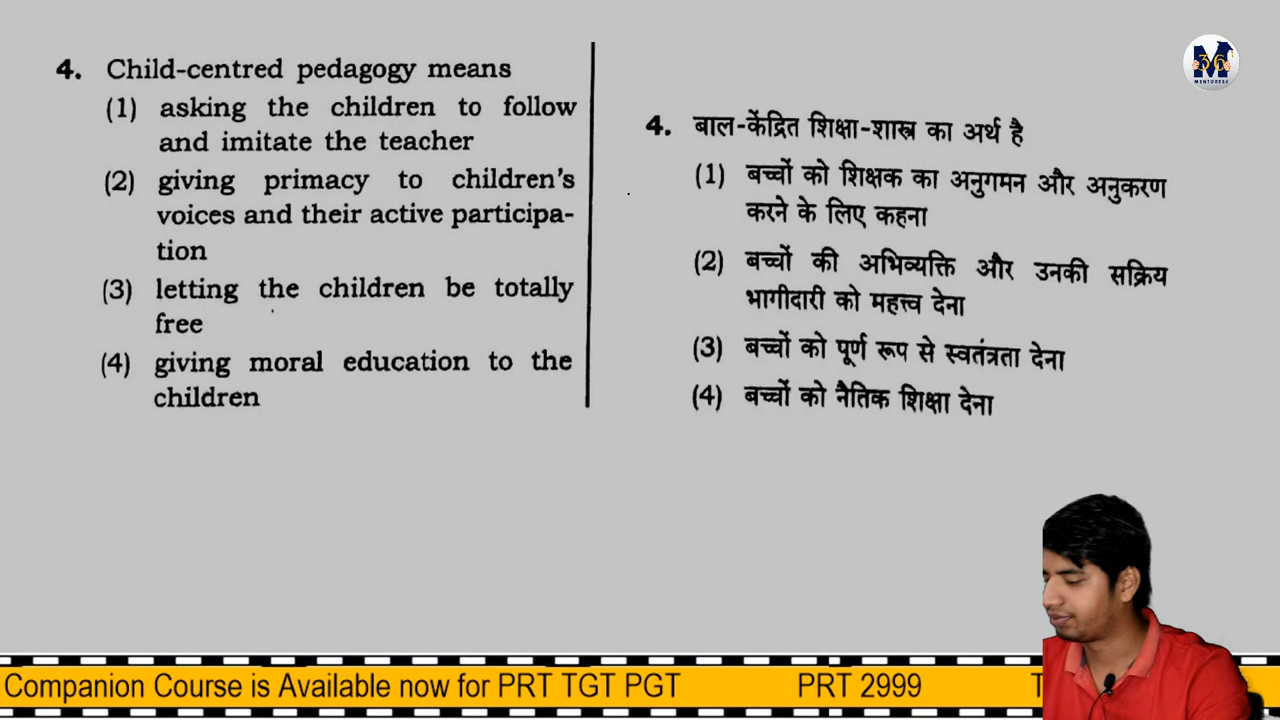 4. Child-centred pedagogy means
(1) asking the children to follow
and imitate the teacher
(2) giving primacy to children's
voices and their active participa-
tion
(3) letting the children be totally
free
(4) giving moral education to the
children
4. बाल-केंद्रित शिक्षा-शास्त्र का अर्थ है
(1) बच्चों को शिक्षक का अनुगमन और अनुकरण
करने के लिए कहना
(2) बच्चों की अभिव्यक्ति और उनकी सक्रिय
भागीदारी को महत्त्व देना
(3) बच्चों को पूर्ण रूप से स्वतंत्रता देना
(4) बच्चों को नैतिक शिक्षा देना
M
36
MENTORS36
Companion Course is Available now for PRT TGT PGT PRT 2999 T